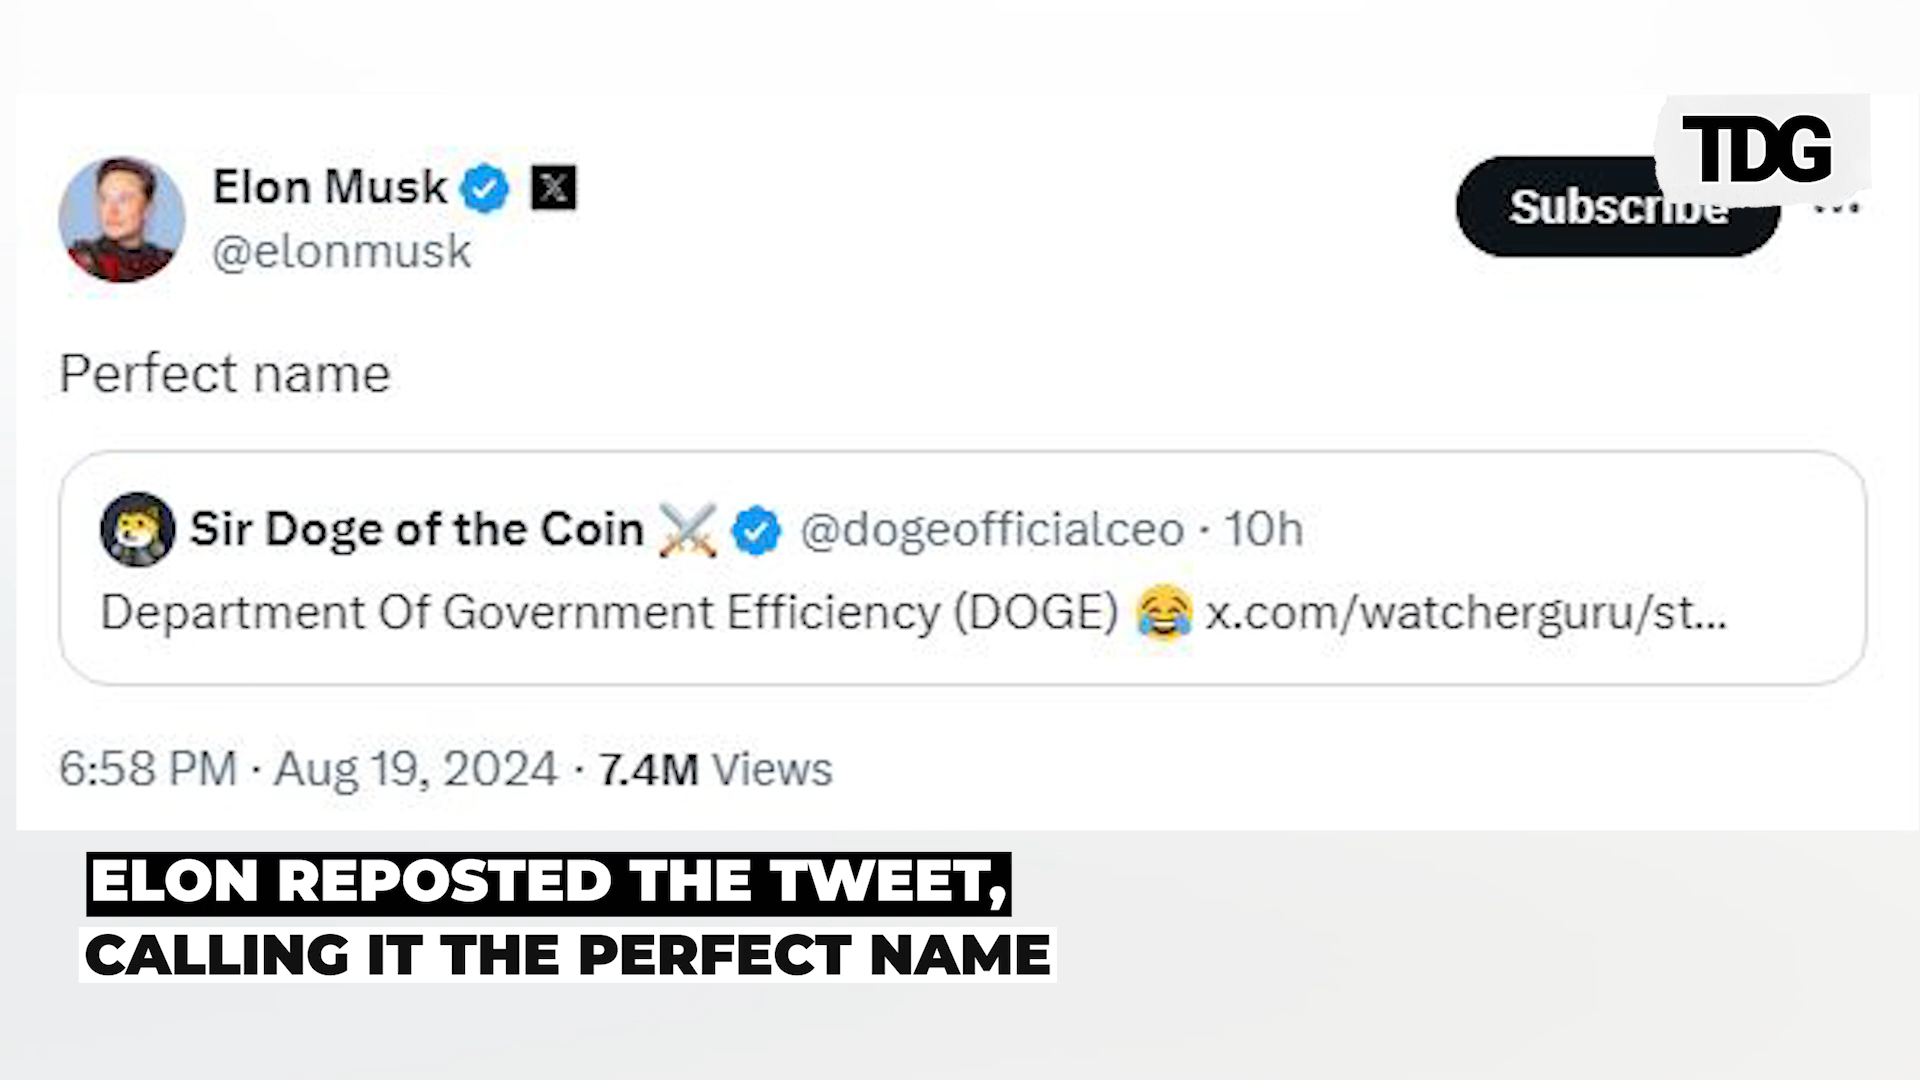 TDG
Elon Musk
Subscribe
@elonmusk
Perfect name
Sir Doge of the Coin ⚔️ @dogeofficialceo · 10h
Department Of Government Efficiency (DOGE) 😂 x.com/watcherguru/st...
6:58 PM · Aug 19, 2024 · 7.4M Views
ELON REPOSTED THE TWEET,
CALLING IT THE PERFECT NAME